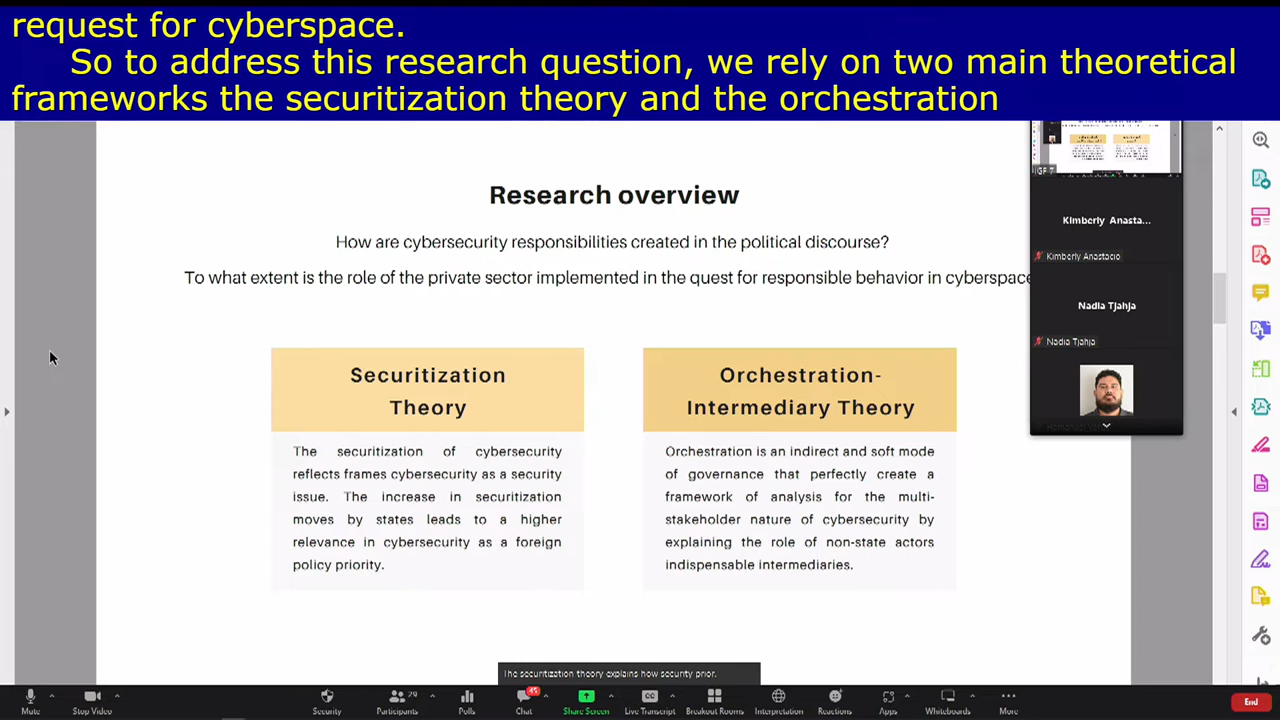 request for cyberspace.
So to address this research question, we rely on two main theoretical
frameworks the securitization theory and the orchestration
Research overview
How are cybersecurity responsibilities created in the political discourse?
To what extent is the role of the private sector implemented in the quest for responsible behavior in cyberspace
Securitization
Theory
The securitization of cybersecurity
reflects frames cybersecurity as a security
issue. The increase in securitization
moves by states leads to a higher
relevance in cybersecurity as a foreign
policy priority.
Orchestration-
Intermediary Theory
Orchestration is an indirect and soft mode
of governance that perfectly create a
framework of analysis for the multi-
stakeholder nature of cybersecurity by
explaining the role of non-state actors
indispensable intermediaries.
IGF 7
Kimberly Anasta...
Kimberly Anastacio
Nadia Tjahja
Nadia Tjahja
The securitization theory explains how security prior.
Mute
Stop Video
Security
29
Participants
Polls
45
Chat
Share Screen
CC
Live Transcript
Breakout Rooms
Interpretation
Reactions
Apps
Whiteboards
More
End